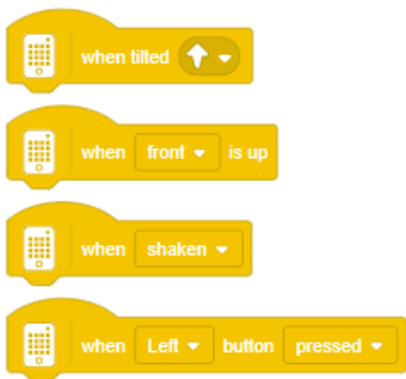 when tilted
when front is up
when shaken
when Left button pressed